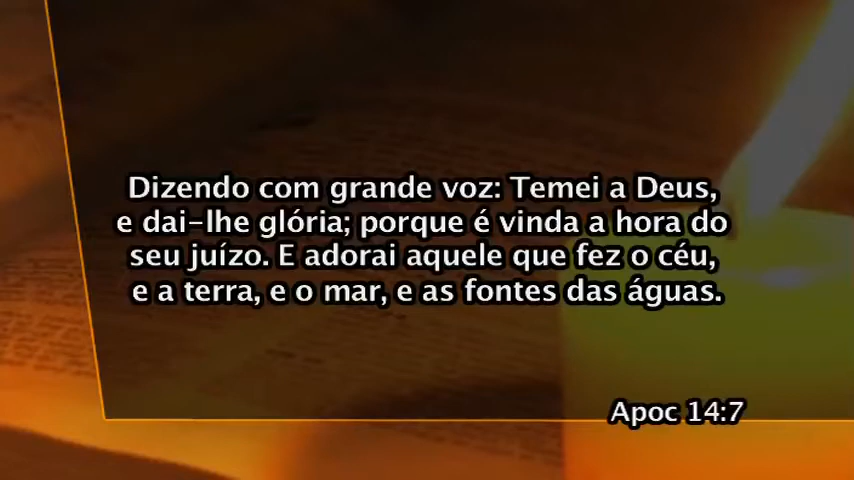 Dizendo com grande voz: Temei a Deus,
e dai-lhe glória; porque é vinda a hora do
seu juízo. E adorai aquele que fez o céu,
e a terra, e o mar, e as fontes das águas.
Apoc 14:7